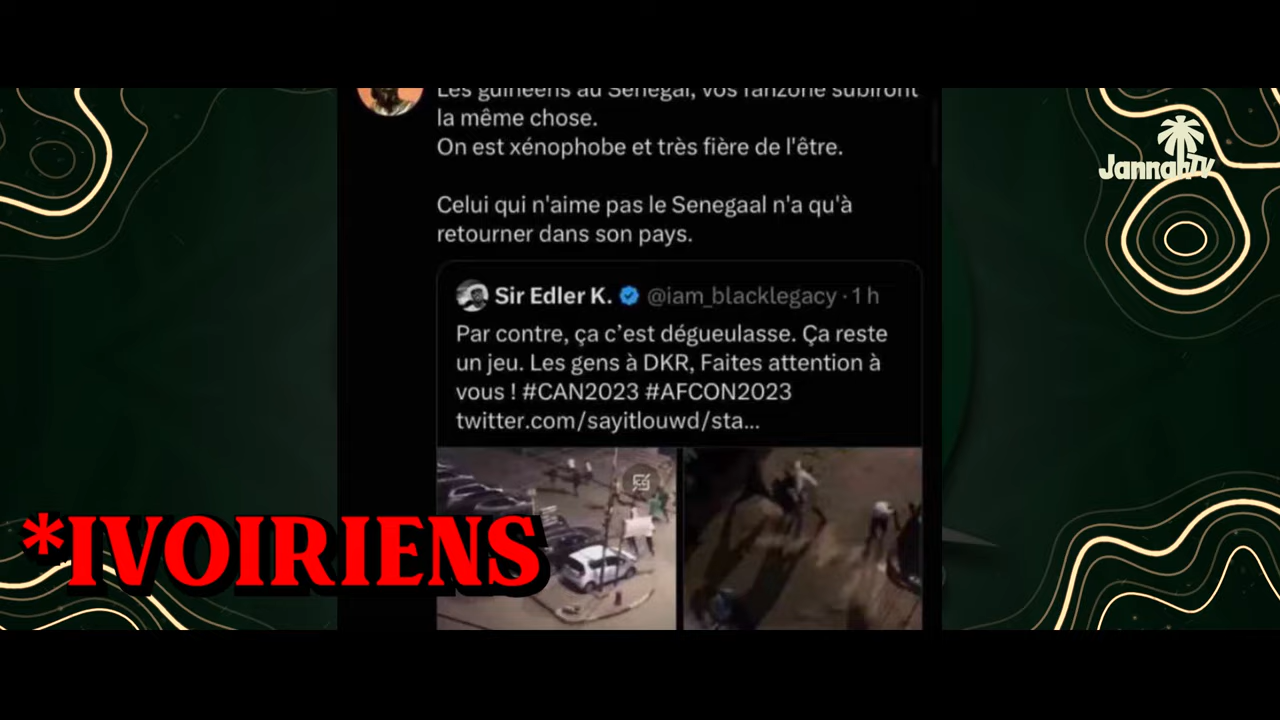 Les guinéens au Sénégal, vos fanzone subiront
la même chose.
On est xénophobe et très fière de l'être.
Celui qui n'aime pas le Senegaal n'a qu'à
retourner dans son pays.
Sir Edler K. @iam_blacklegacy · 1 h
Par contre, ça c’est dégueulasse. Ça reste
un jeu. Les gens à DKR, Faites attention à
vous ! #CAN2023 #AFCON2023
twitter.com/sayitlouwd/sta...
JannahTV
*IVOIRIENS